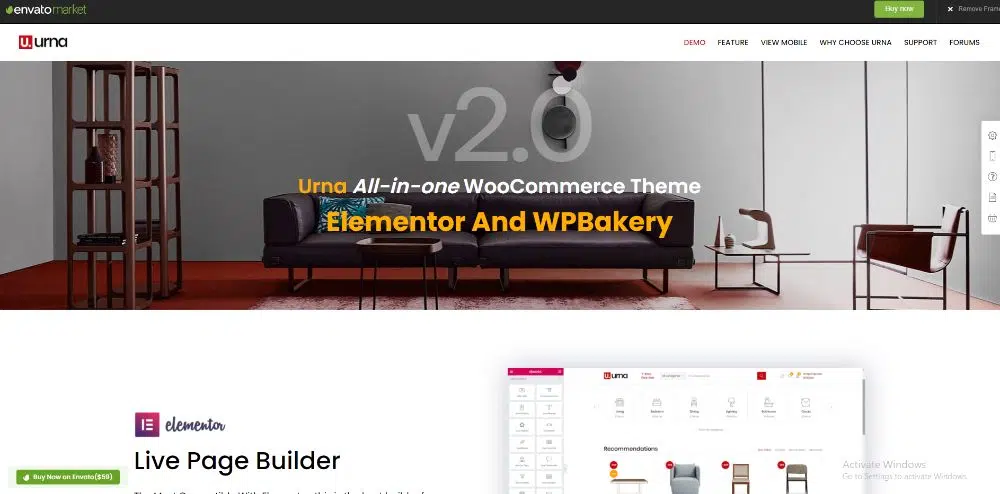 envato market
Buy now
✕ Remove Frame
u. urna
DEMO FEATURE VIEW MOBILE WHY CHOOSE URNA SUPPORT FORUMS
v2.0
Urna All-in-one WooCommerce Theme
Elementor And WPBakery
elementor
Live Page Builder
Buy Now on Envato($59)
u. urna
Recommendations
Activate Windows
Go to Settings to activate Windows.